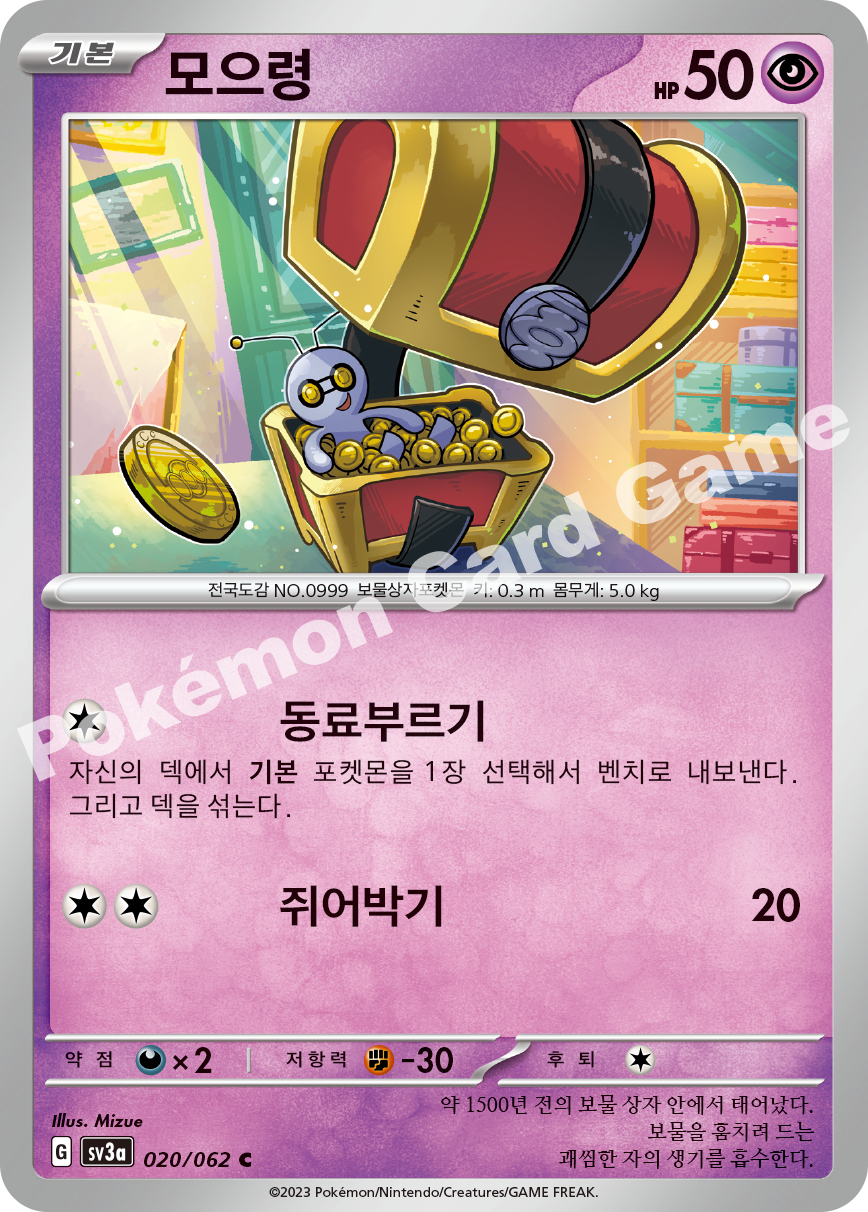 기본
모으령
HP 50
전국도감 NO.0999 보물상자포켓몬 키: 0.3 m 몸무게: 5.0 kg
Pokémon Card Game
동료부르기
자신의 덱에서 기본 포켓몬을 1장 선택해서 벤치로 내보낸다.
그리고 덱을 섞는다.
쥐어박기 20
약점 ×2 저항력 -30 후퇴
약 1500년 전의 보물 상자 안에서 태어났다.
보물을 훔치려 드는
괘씸한 자의 생기를 흡수한다.
Illus. Mizue
G sv3a 020/062 C
©2023 Pokémon/Nintendo/Creatures/GAME FREAK.